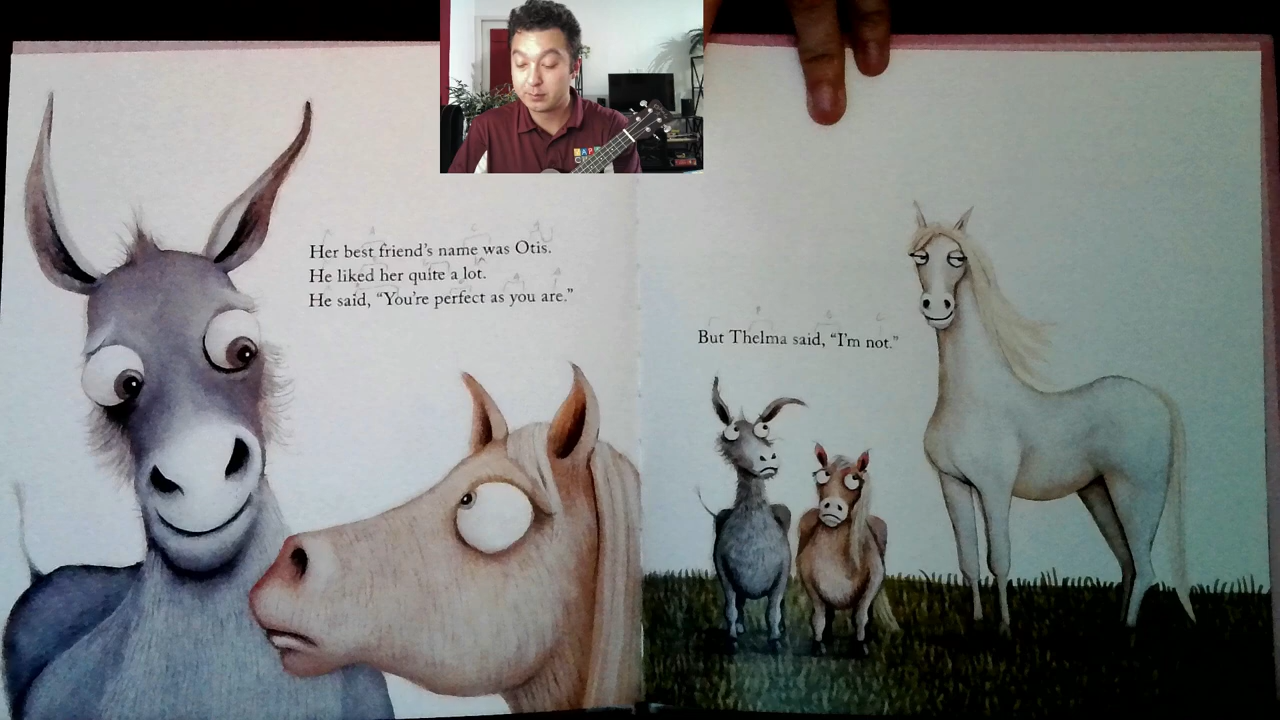 Her best friend's name was Otis.
He liked her quite a lot.
He said, "You're perfect as you are."
But Thelma said, "I'm not."